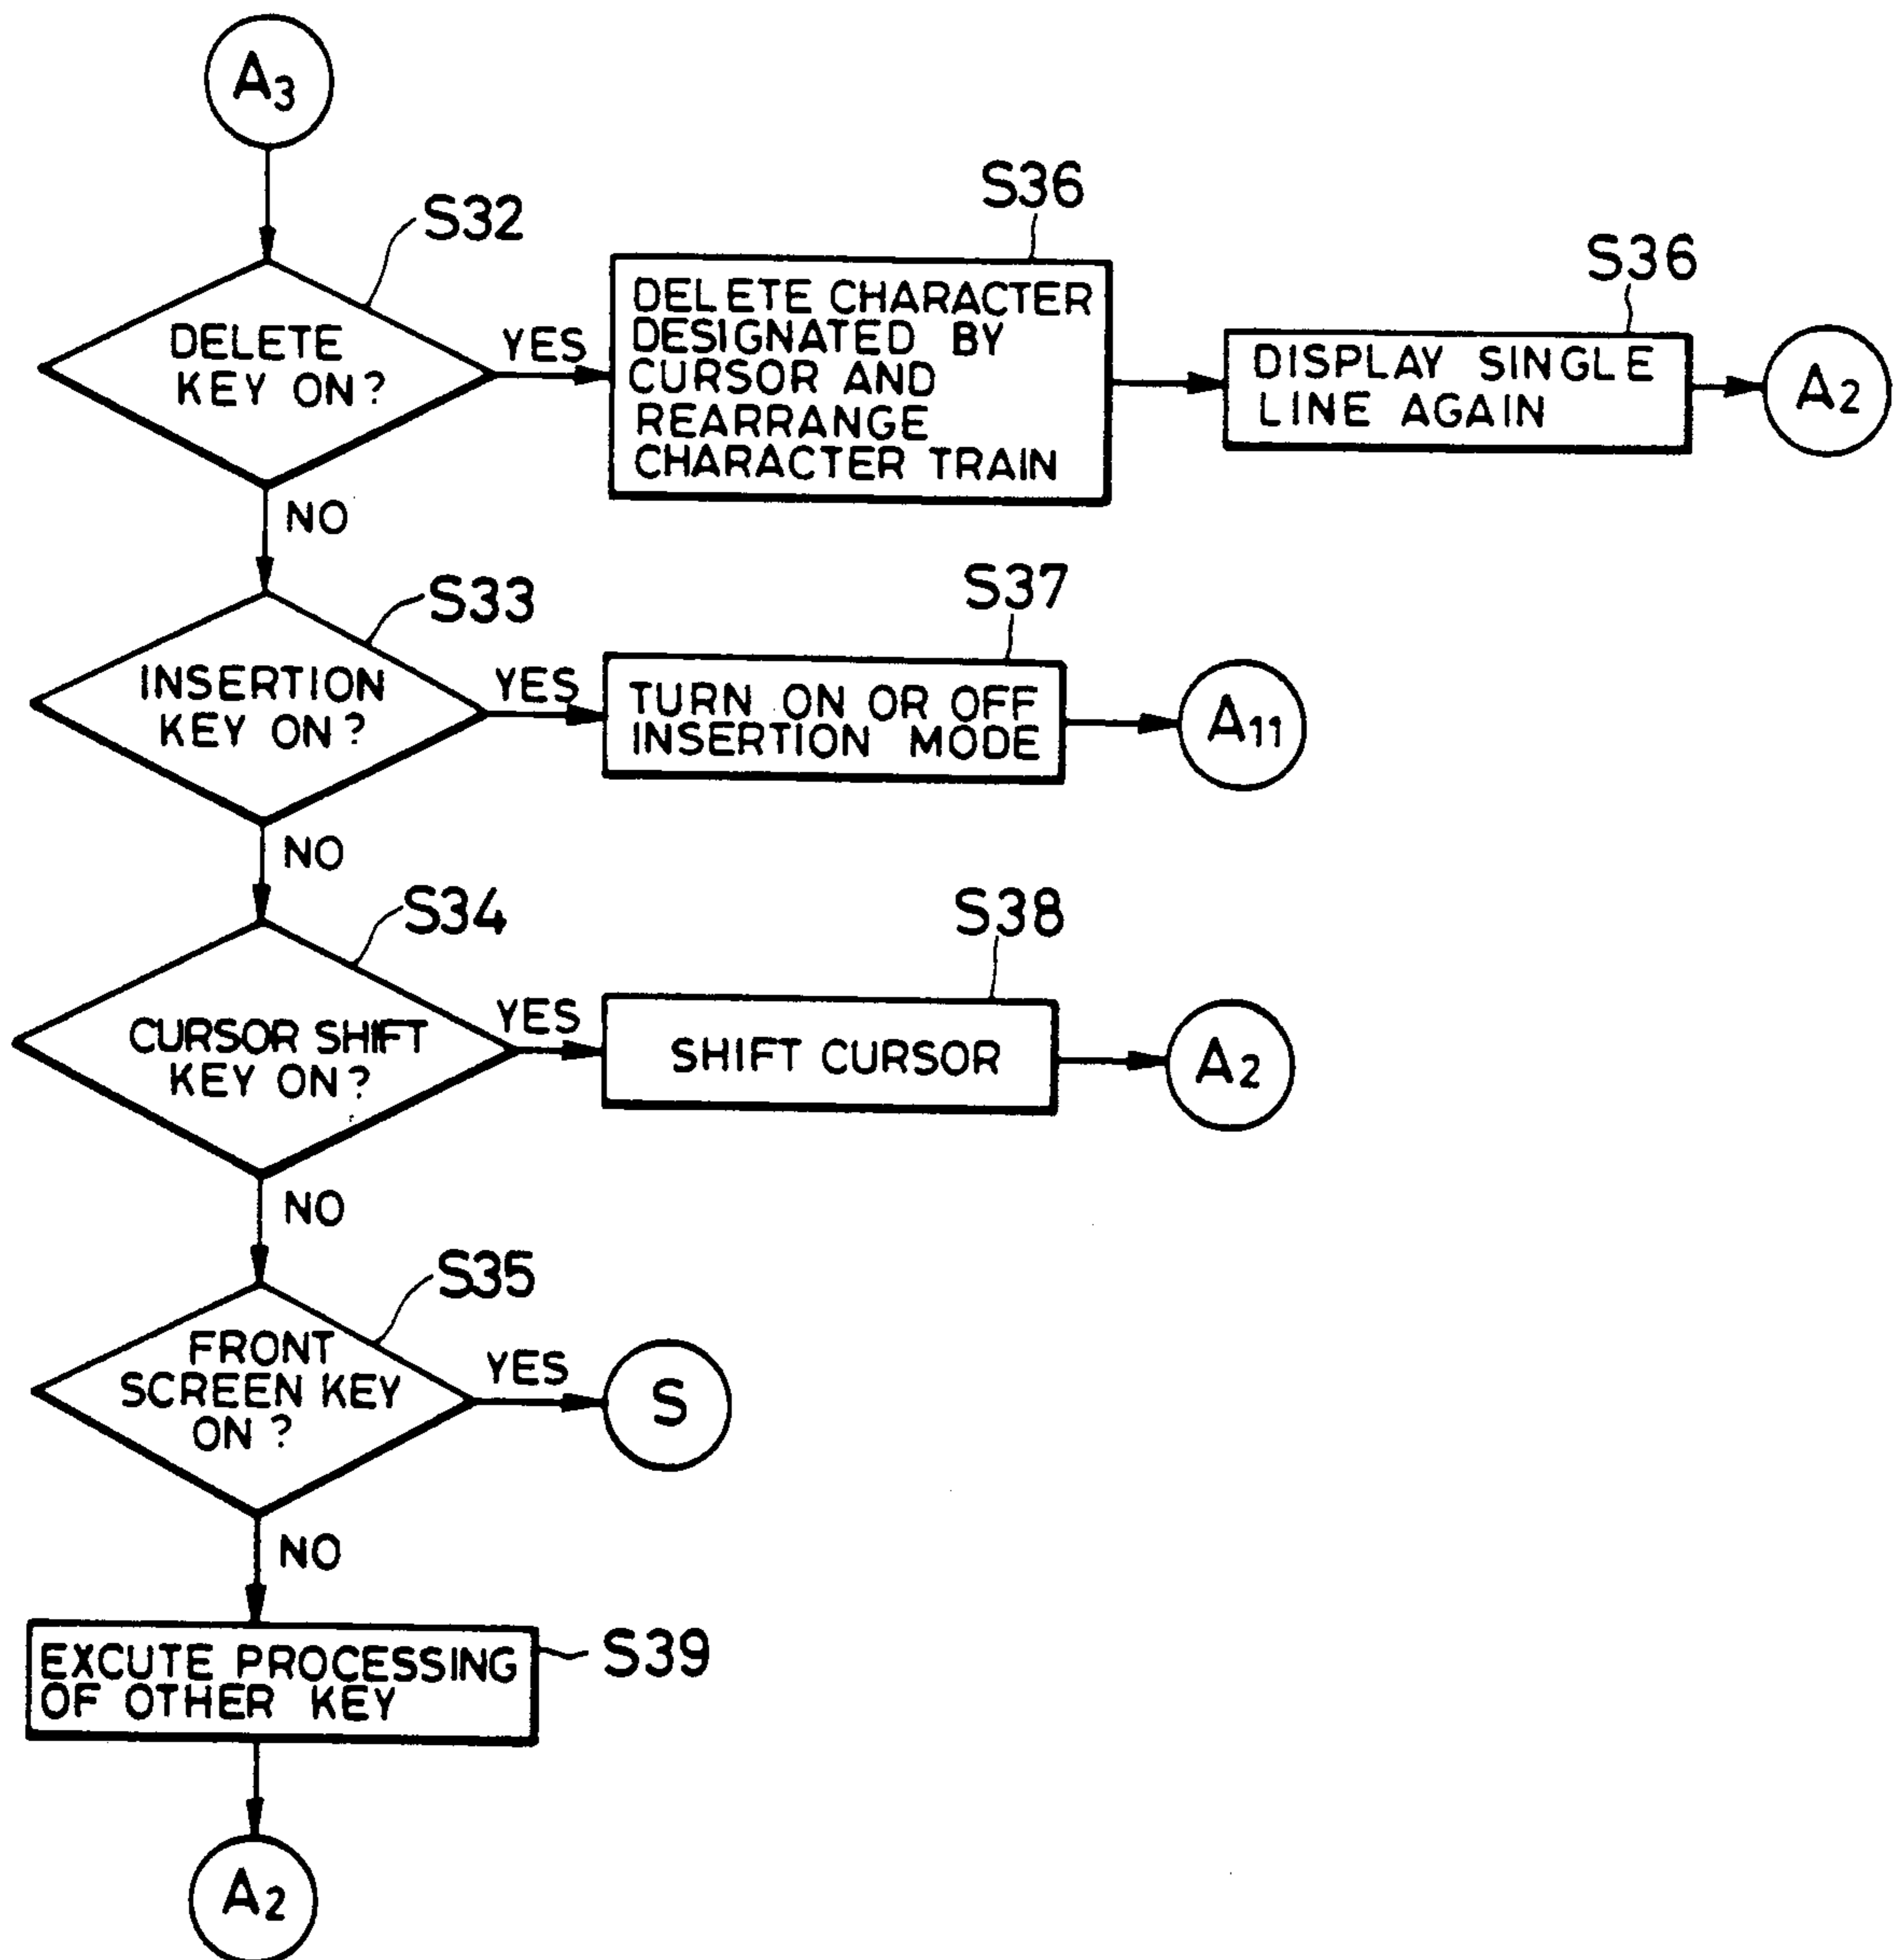 A3
S32
S36
S36
DELETE
KEY ON?
YES
DELETE CHARACTER
DESIGNATED BY
CURSOR AND
REARRANGE
CHARACTER TRAIN
DISPLAY SINGLE
LINE AGAIN
A2
NO
S33
S37
INSERTION
KEY ON?
YES
TURN ON OR OFF
INSERTION MODE
A11
NO
S34
S38
CURSOR SHIFT
KEY ON?
YES
SHIFT CURSOR
A2
NO
S35
FRONT
SCREEN KEY
ON?
YES
S
NO
EXCUTE PROCESSING
OF OTHER KEY
S39
A2